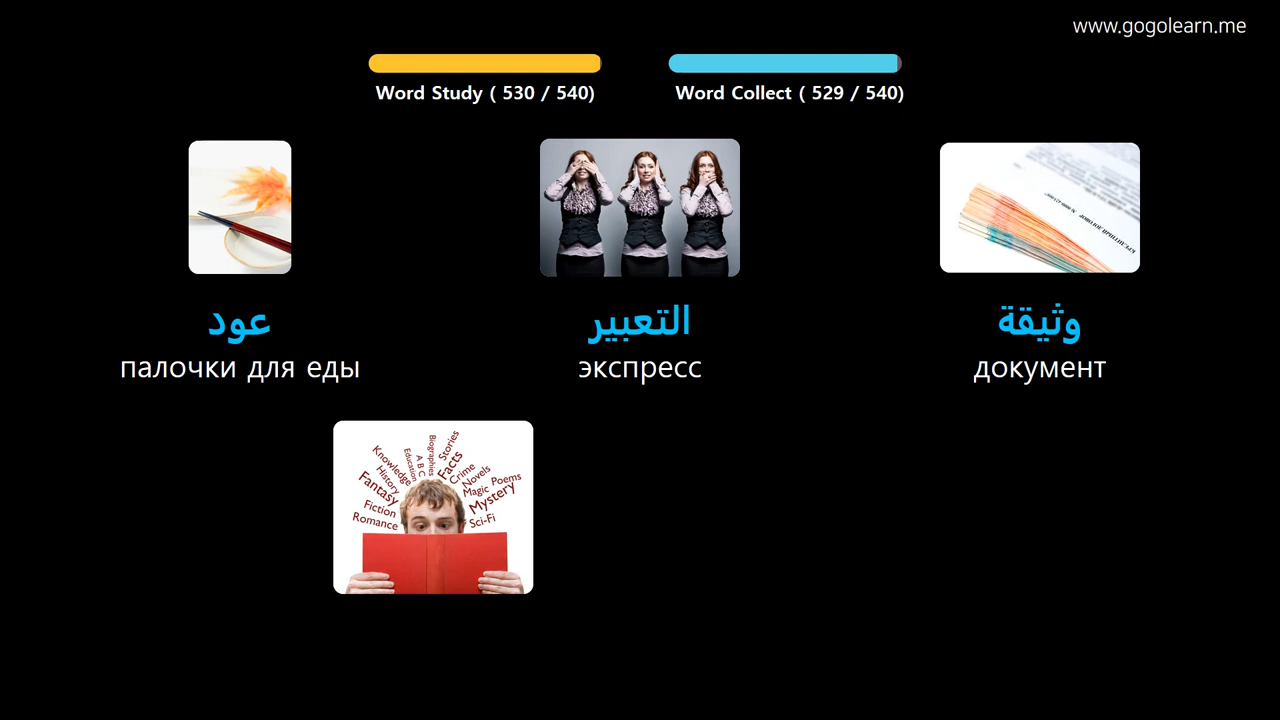 www.gogolearn.me
Word Study ( 530 / 540)
Word Collect ( 529 / 540)
عود
палочки для еды
التعبير
экспресс
وثيقة
документ
Stories
Biographies
A B C
Education
Knowledge
History
Fantasy
Fiction
Romance
Facts
Crime
Novels
Magic
Poems
Mystery
Sci-Fi